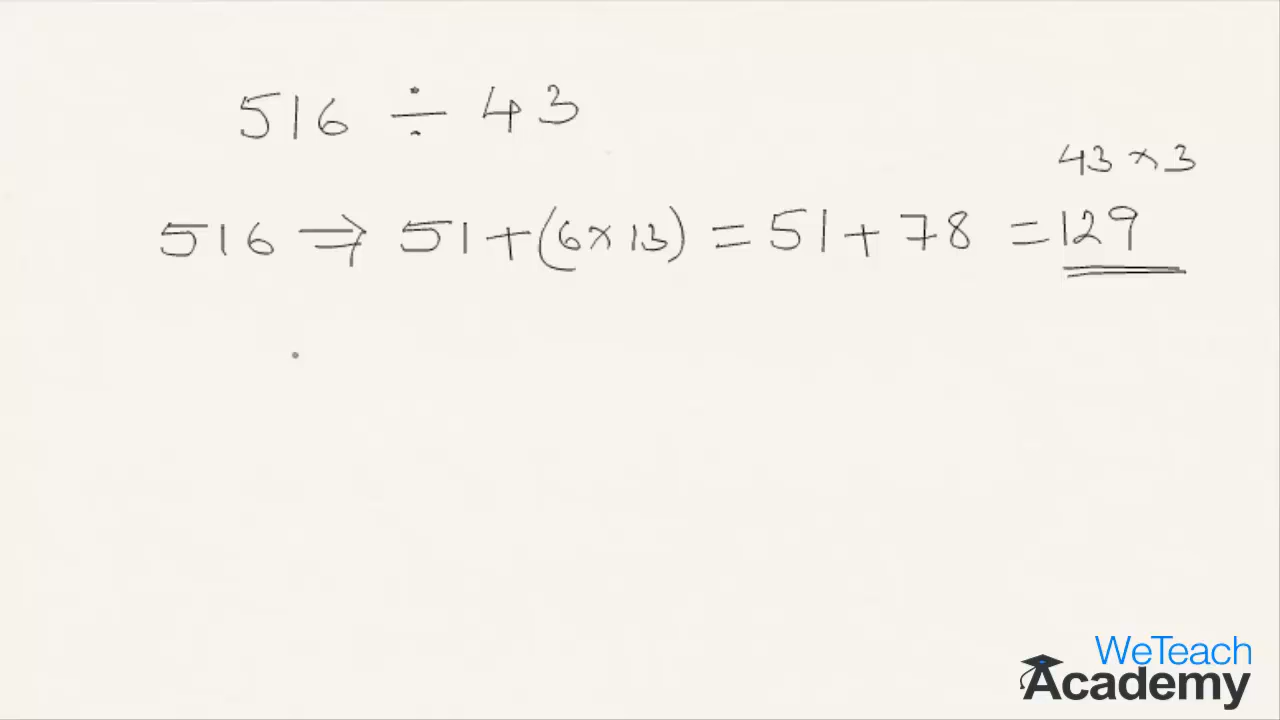 516 ÷ 43
43 × 3
516 ⇒ 51 + (6 × 13) = 51 + 78 = 129
WeTeach
Academy